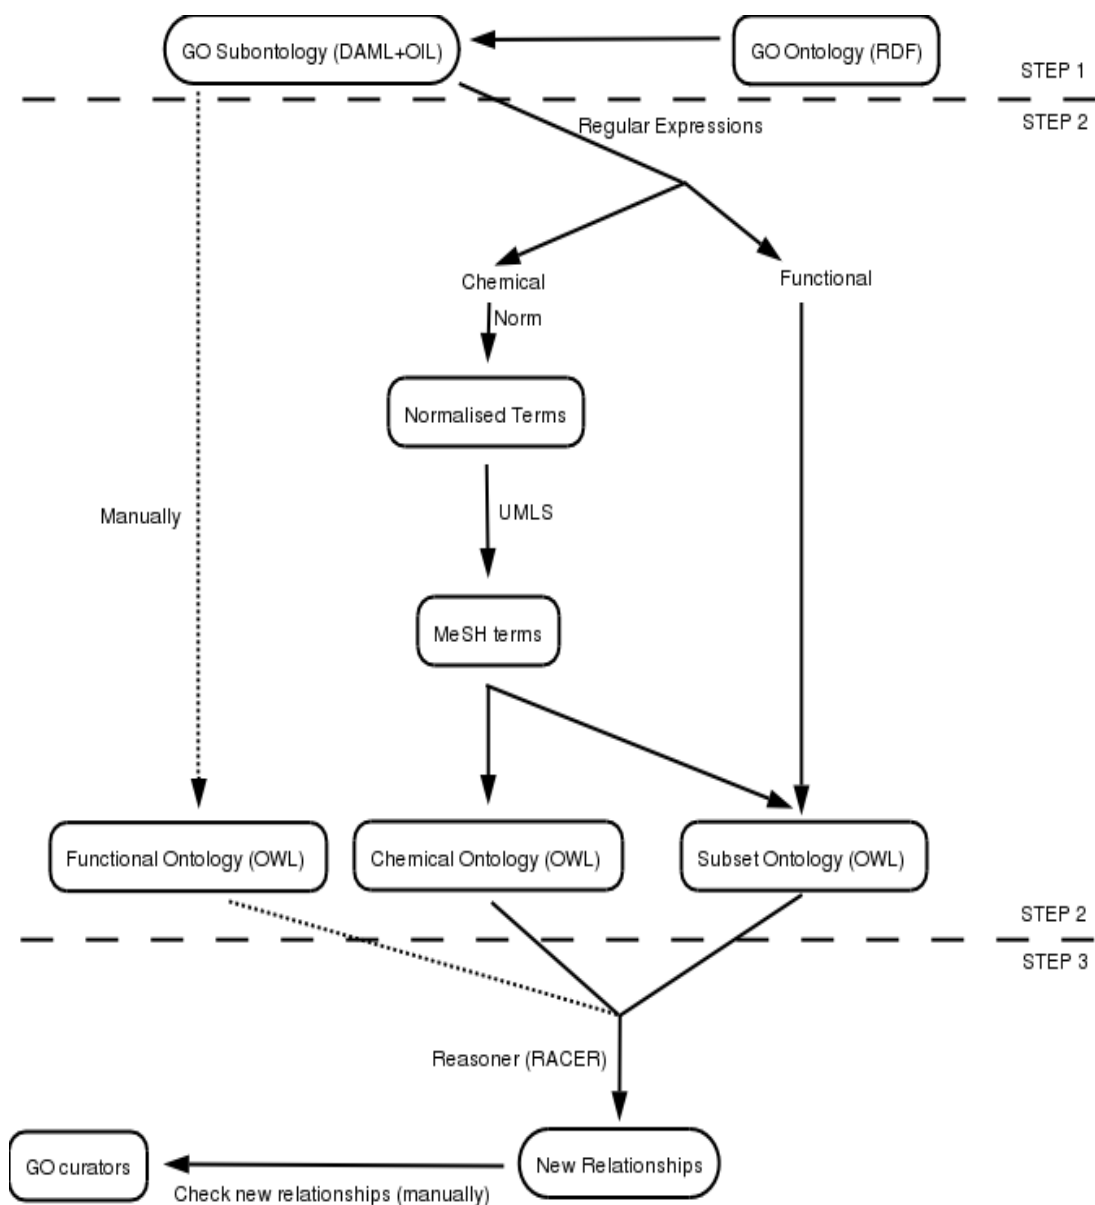 GO Subontology (DAML+OIL)
GO Ontology (RDF)
STEP 1
STEP 2
Regular Expressions
Chemical
Functional
Norm
Normalised Terms
Manually
UMLS
MeSH terms
Functional Ontology (OWL)
Chemical Ontology (OWL)
Subset Ontology (OWL)
STEP 2
STEP 3
Reasoner (RACER)
GO curators
New Relationships
Check new relationships (manually)